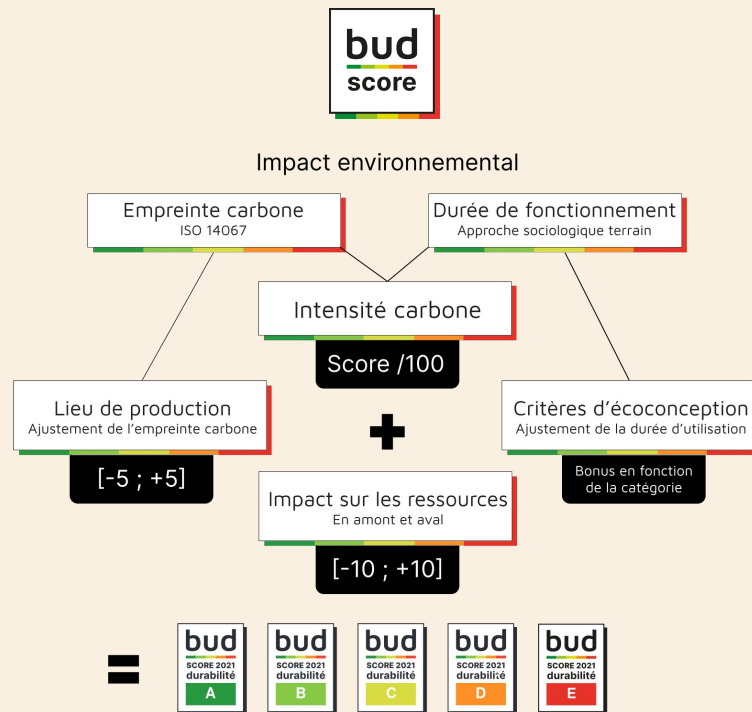 bud
score
Impact environnemental
Empreinte carbone
ISO 14067
Durée de fonctionnement
Approche sociologique terrain
Intensité carbone
Score /100
Lieu de production
Ajustement de l'empreinte carbone
[-5 ; +5]
+
Critères d'écoconception
Ajustement de la durée d'utilisation
Bonus en fonction
de la catégorie
Impact sur les ressources
En amont et aval
[-10 ; +10]
=
bud
SCORE 2021
durabilité
A
bud
SCORE 2021
durabilité
B
bud
SCORE 2021
durabilité
C
bud
SCORE 2021
durabilité
D
bud
SCORE 2021
durabilité
E